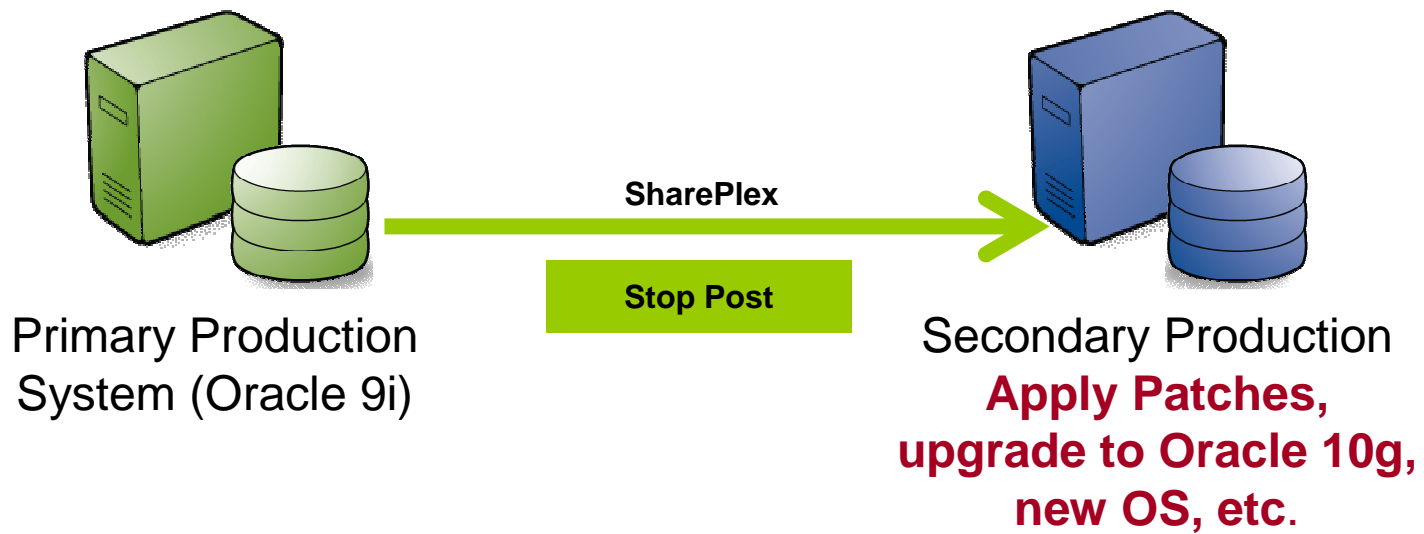 SharePlex
Stop Post
Primary Production
System (Oracle 9i)
Secondary Production
Apply Patches,
upgrade to Oracle 10g,
new OS, etc.